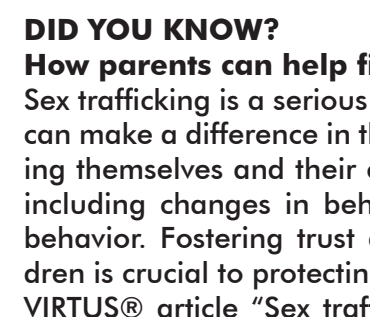 DID YOU KNOW?
How parents can help
Sex trafficking is a serious
can make a difference in
ing themselves and their
including changes in
behavior. Fostering trust
dren is crucial to
VIRTUS® article “Sex